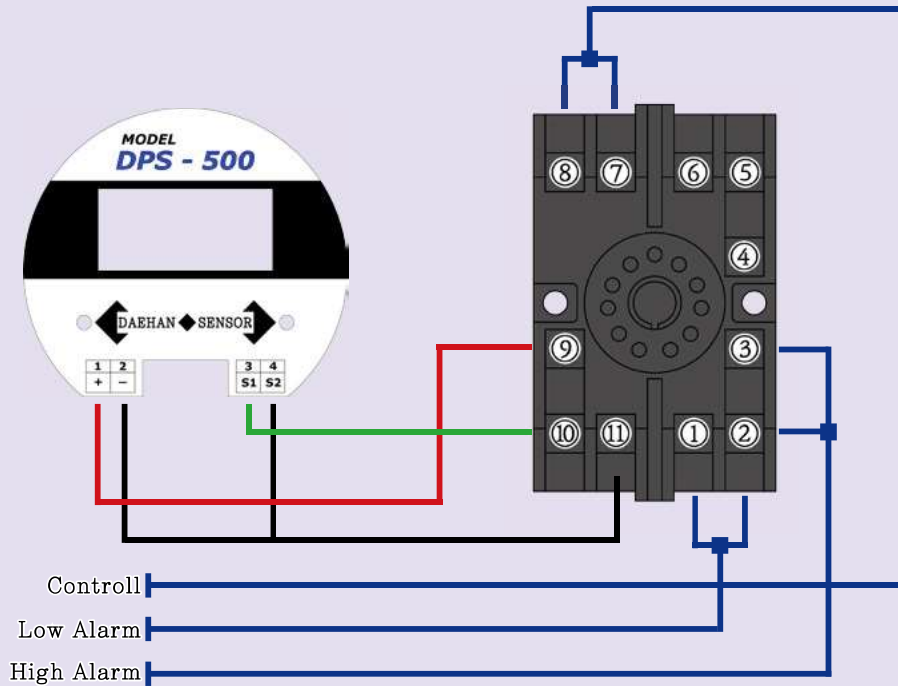 MODEL
DPS - 500
⑧ ⑦ ⑥ ⑤
④
DAEHAN SENSOR
1 2 3 4
+ − S1 S2
⑨ ③
⑩ ⑪ ① ②
Controll
Low Alarm
High Alarm